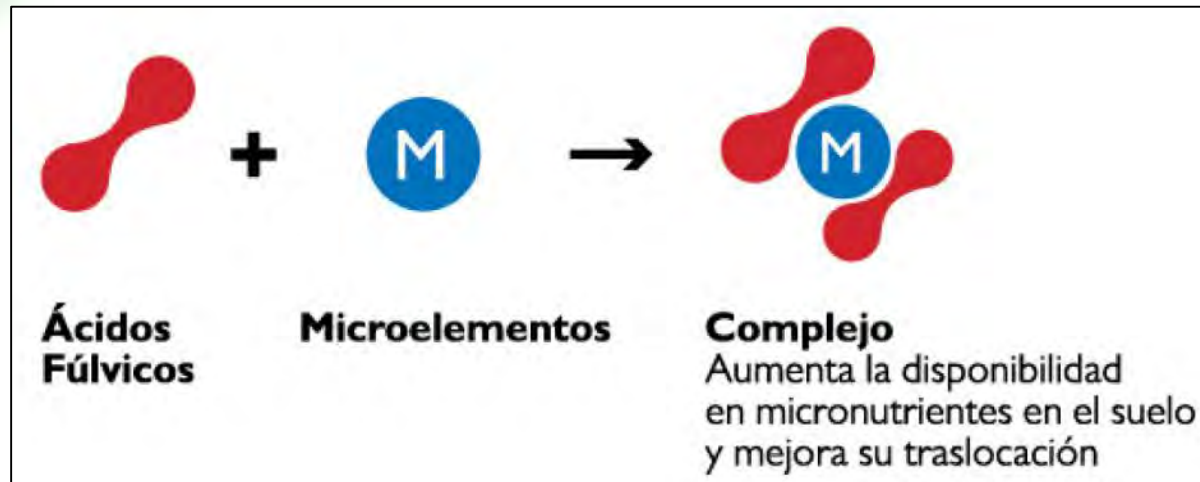 +
M
→
M
Ácidos
Fúlvicos
Microelementos
Complejo
Aumenta la disponibilidad
en micronutrientes en el suelo
y mejora su traslocación